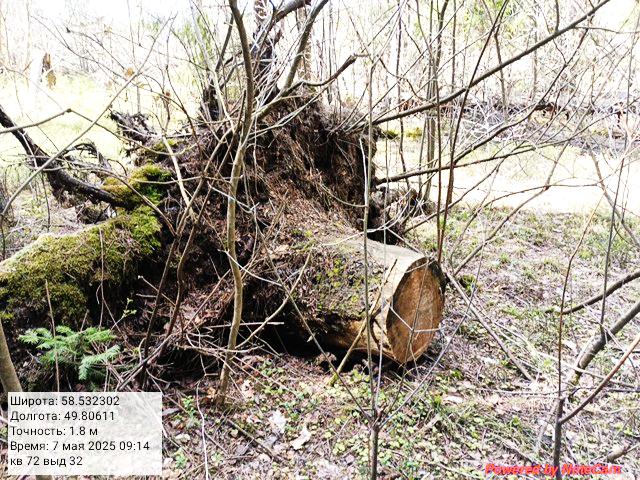 Широта: 58.532302
Долгота: 49.80611
Точность: 1.8 м
Время: 7 мая 2025 09:14
кв 72 выд 32
Powered by NoteCam